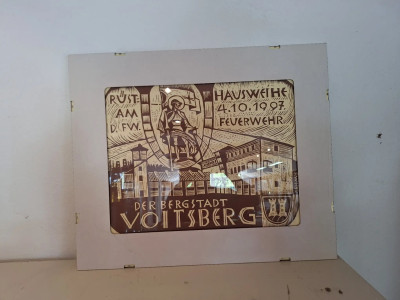 RÜST. HAUSWEIHE
AM 4.10.1997
D. FW. FEUERWEHR
DER BERGSTADT
VOITSBERG